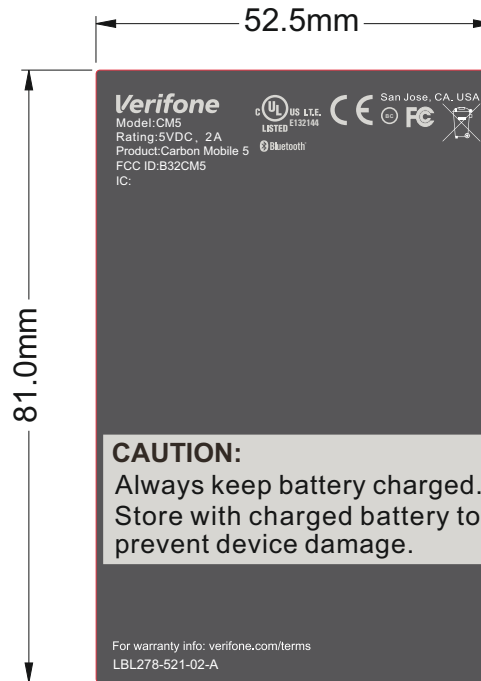 52.5mm
81.0mm
Verifone
Model:CM5
Rating:5VDC、2A
Product:Carbon Mobile 5
FCC ID:B32CM5
IC:
C UL US I.T.E.
LISTED E132144
Bluetooth
CE
San Jose, CA. USA
BC FC
CAUTION:
Always keep battery charged.
Store with charged battery to
prevent device damage.
For warranty info: verifone.com/terms
LBL278-521-02-A